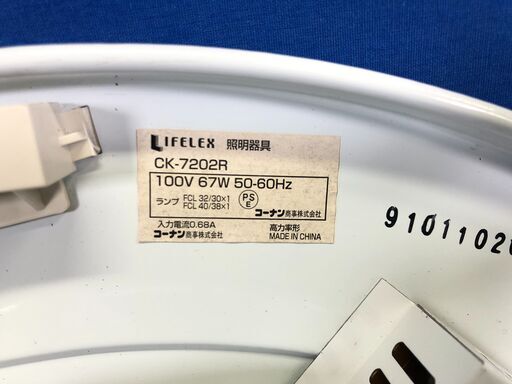 LIFELEX 照明器具
CK-7202R
100V 67W 50-60Hz
ランプ FCL 32/30×1
FCL 40/38×1
PS
E
コーナン商事株式会社
入力電流0.68A
高力率形
コーナン商事株式会社
MADE IN CHINA